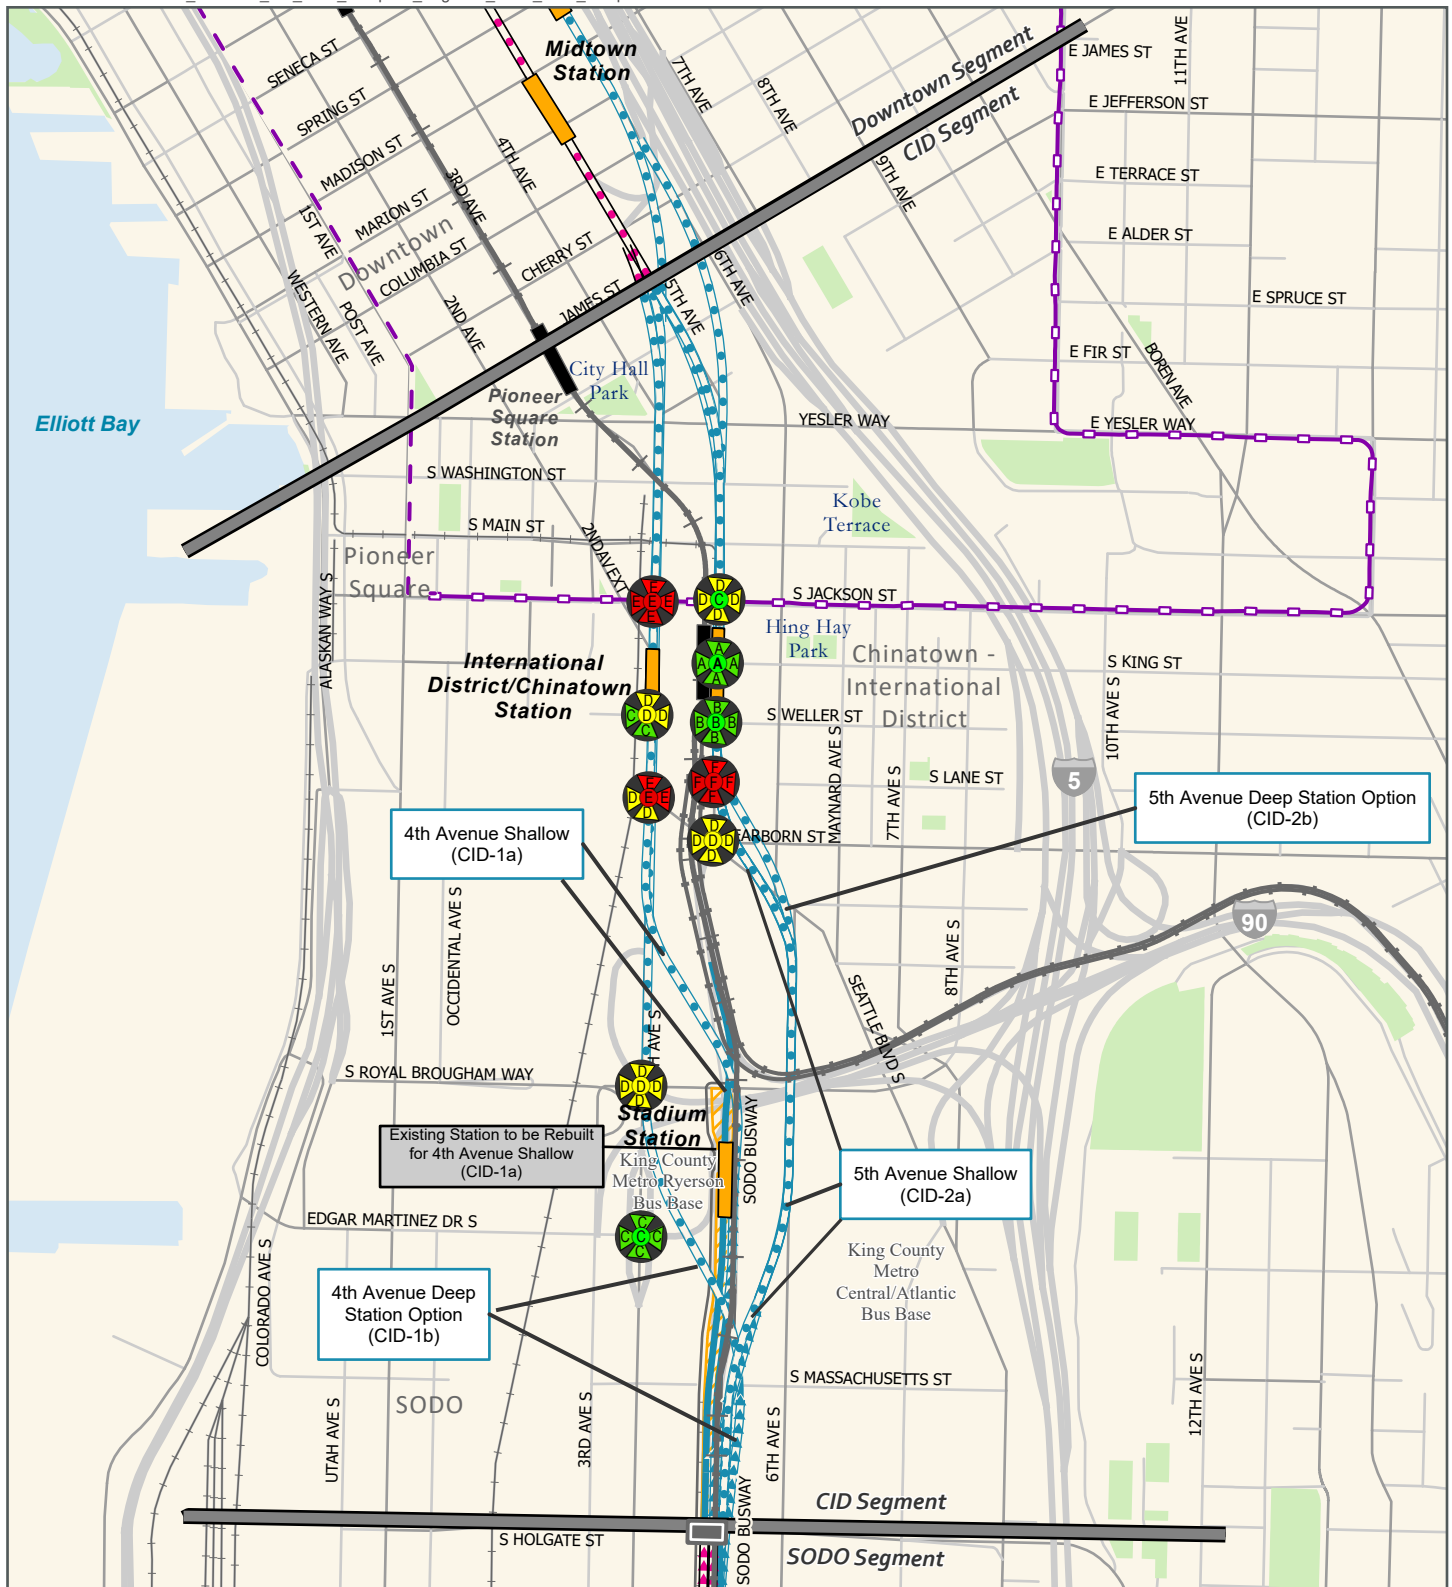 Midtown
Station
SENECA ST
SPRING ST
MADISON ST
MARION ST
COLUMBIA ST
CHERRY ST
JAMES ST
1ST AVE
WESTERN AVE
POST AVE
2ND AVE
3RD AVE
4TH AVE
5TH AVE
6TH AVE
7TH AVE
8TH AVE
9TH AVE
11TH AVE
Downtown
Downtown Segment
CID Segment
E JAMES ST
E JEFFERSON ST
E TERRACE ST
E ALDER ST
E SPRUCE ST
E FIR ST
BOREN AVE
E YESLER WAY
YESLER WAY
Elliott Bay
City Hall
Park
Pioneer
Square
Station
S WASHINGTON ST
S MAIN ST
2ND AV EXT
Kobe
Terrace
Pioneer
Square
ALASKAN WAY S
S JACKSON ST
E
E E E
E
D
D C D
D
Hing Hay
Park
A
A A A
A
International
District/Chinatown
Station
Chinatown -
International
District
S KING ST
D
C D D
C
B
B B B
B
S WELLER ST
10TH AVE S
MAYNARD AVE S
7TH AVE S
S LANE ST
5
E
D E E
D
F
F F F
F
D
D D D
D
EARBORN ST
4th Avenue Shallow
(CID-1a)
5th Avenue Deep Station Option
(CID-2b)
90
OCCIDENTAL AVE S
1ST AVE S
8TH AVE S
SEATTLE BLVD S
H AVE S
S ROYAL BROUGHAM WAY
D
D D D
D
Stadium
Station
SODO BUSWAY
Existing Station to be Rebuilt
for 4th Avenue Shallow
(CID-1a)
King County
Metro Ryerson
Bus Base
5th Avenue Shallow
(CID-2a)
EDGAR MARTINEZ DR S
C
C C C
C
COLORADO AVE S
King County
Metro
Central/Atlantic
Bus Base
4th Avenue Deep
Station Option
(CID-1b)
S MASSACHUSETTS ST
SODO
UTAH AVE S
3RD AVE S
6TH AVE S
12TH AVE S
SODO BUSWAY
CID Segment
S HOLGATE ST
SODO Segment